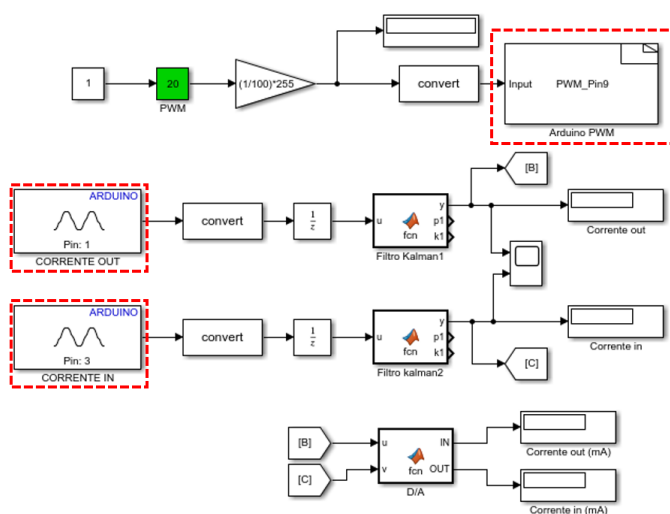 1
20
PWM
(1/100)*255
convert
Input
PWM_Pin9
Arduino PWM
[B]
ARDUINO
Pin: 1
CORRENTE OUT
convert
1
z
u
fcn
y
p1
k1
Filtro Kalman1
Corrente out
ARDUINO
Pin: 3
CORRENTE IN
convert
1
z
u
fcn
y
p1
k1
Filtro kalman2
Corrente in
[C]
[B]
[C]
u
v
fcn
IN
OUT
D/A
Corrente out (mA)
Corrente in (mA)